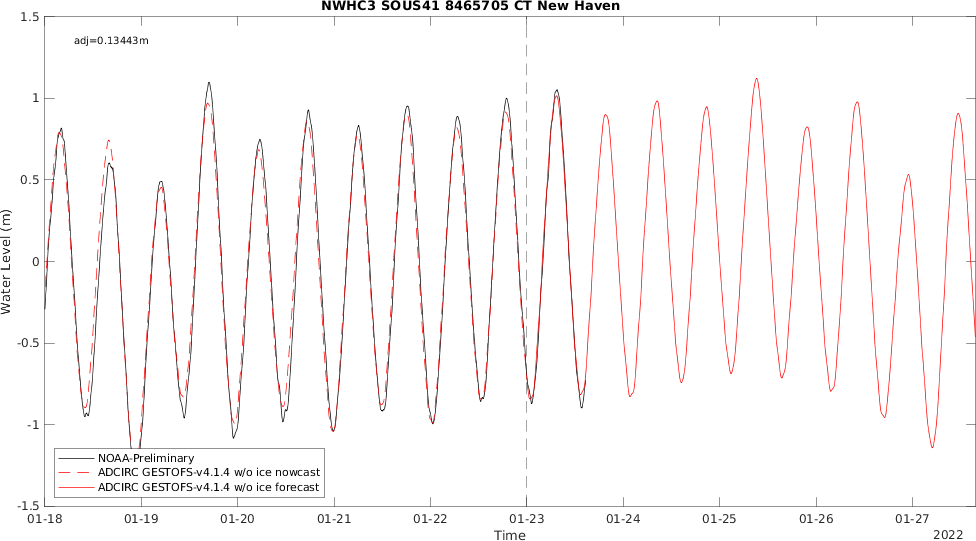 NWHC3 SOUS41 8465705 CT New Haven
adj=0.13443m
1.5
1
0.5
0
-0.5
-1
-1.5
Water Level (m)
NOAA-Preliminary
ADCIRC GESTOFS-v4.1.4 w/o ice nowcast
ADCIRC GESTOFS-v4.1.4 w/o ice forecast
01-18 01-19 01-20 01-21 01-22 01-23 01-24 01-25 01-26 01-27
Time
2022